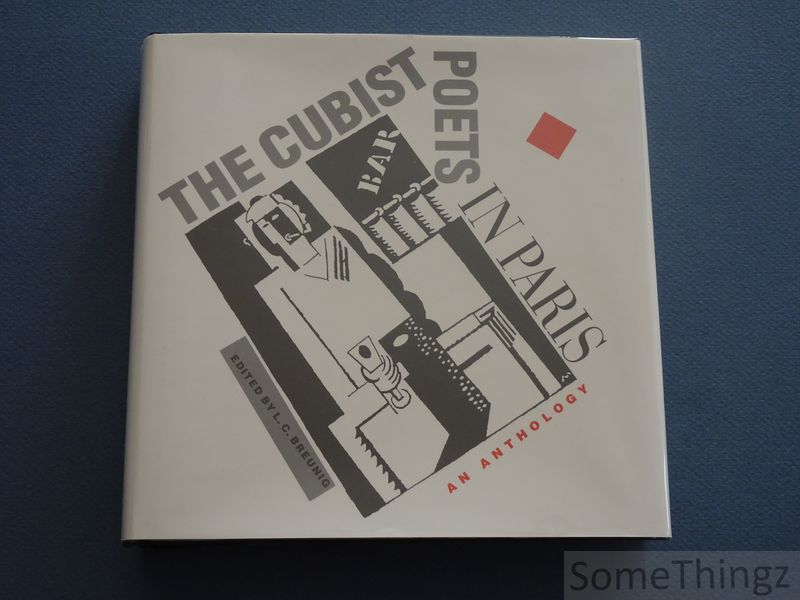 THE CUBIST
POETS
IN PARIS
BAR
EDITED BY L. C. BREUNIG
AN ANTHOLOGY
SomeThingz